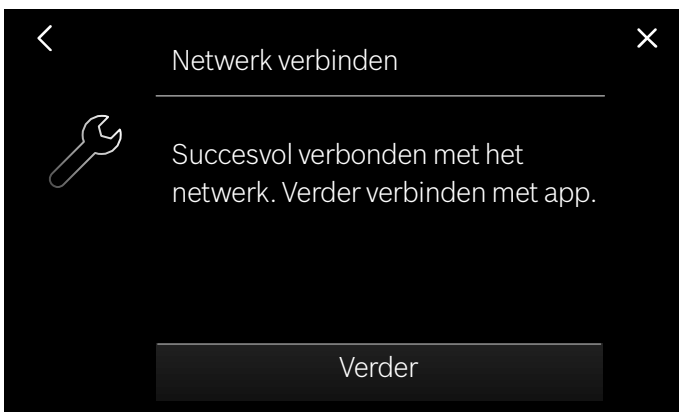 Netwerk verbinden
Succesvol verbonden met het
netwerk. Verder verbinden met app.
Verder